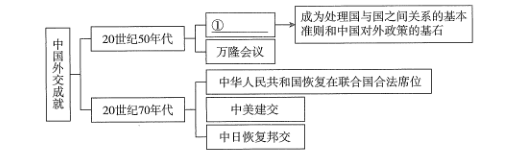 中国外交成就
20世纪50年代
①
成为处理国与国之间关系的基本
准则和中国对外政策的基石
万隆会议
20世纪70年代
中华人民共和国恢复在联合国合法席位
中美建交
中日恢复邦交